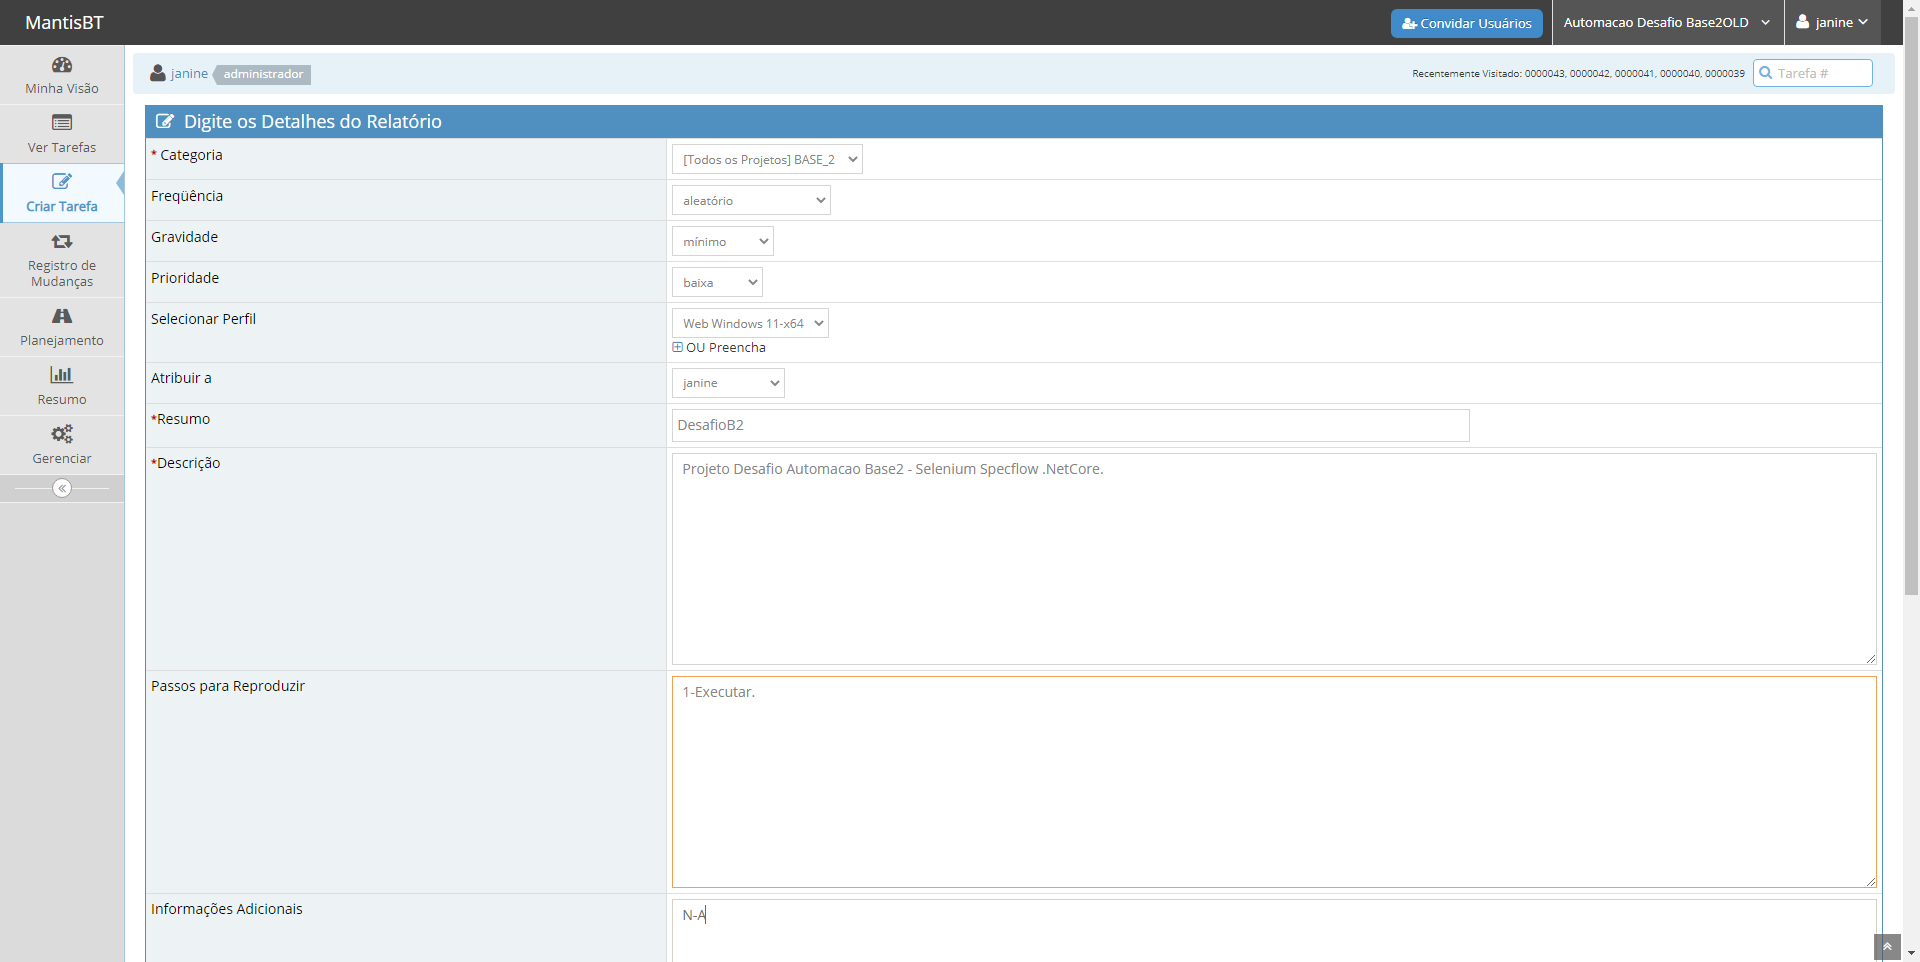 MantisBT
Convidar Usuários
Automacao Desafio Base2OLD
janine
Minha Visão
Ver Tarefas
Criar Tarefa
Registro de
Mudanças
Planejamento
Resumo
Gerenciar
janine
administrador
Recentemente Visitado: 0000043, 0000042, 0000041, 0000040, 0000039
Tarefa #
Digite os Detalhes do Relatório
* Categoria
[Todos os Projetos] BASE_2
Freqüência
aleatório
Gravidade
mínimo
Prioridade
baixa
Selecionar Perfil
Web Windows 11-x64
OU Preencha
Atribuir a
janine
*Resumo
DesafioB2
*Descrição
Projeto Desafio Automacao Base2 - Selenium Specflow .NetCore.
Passos para Reproduzir
1-Executar.
Informações Adicionais
N-A